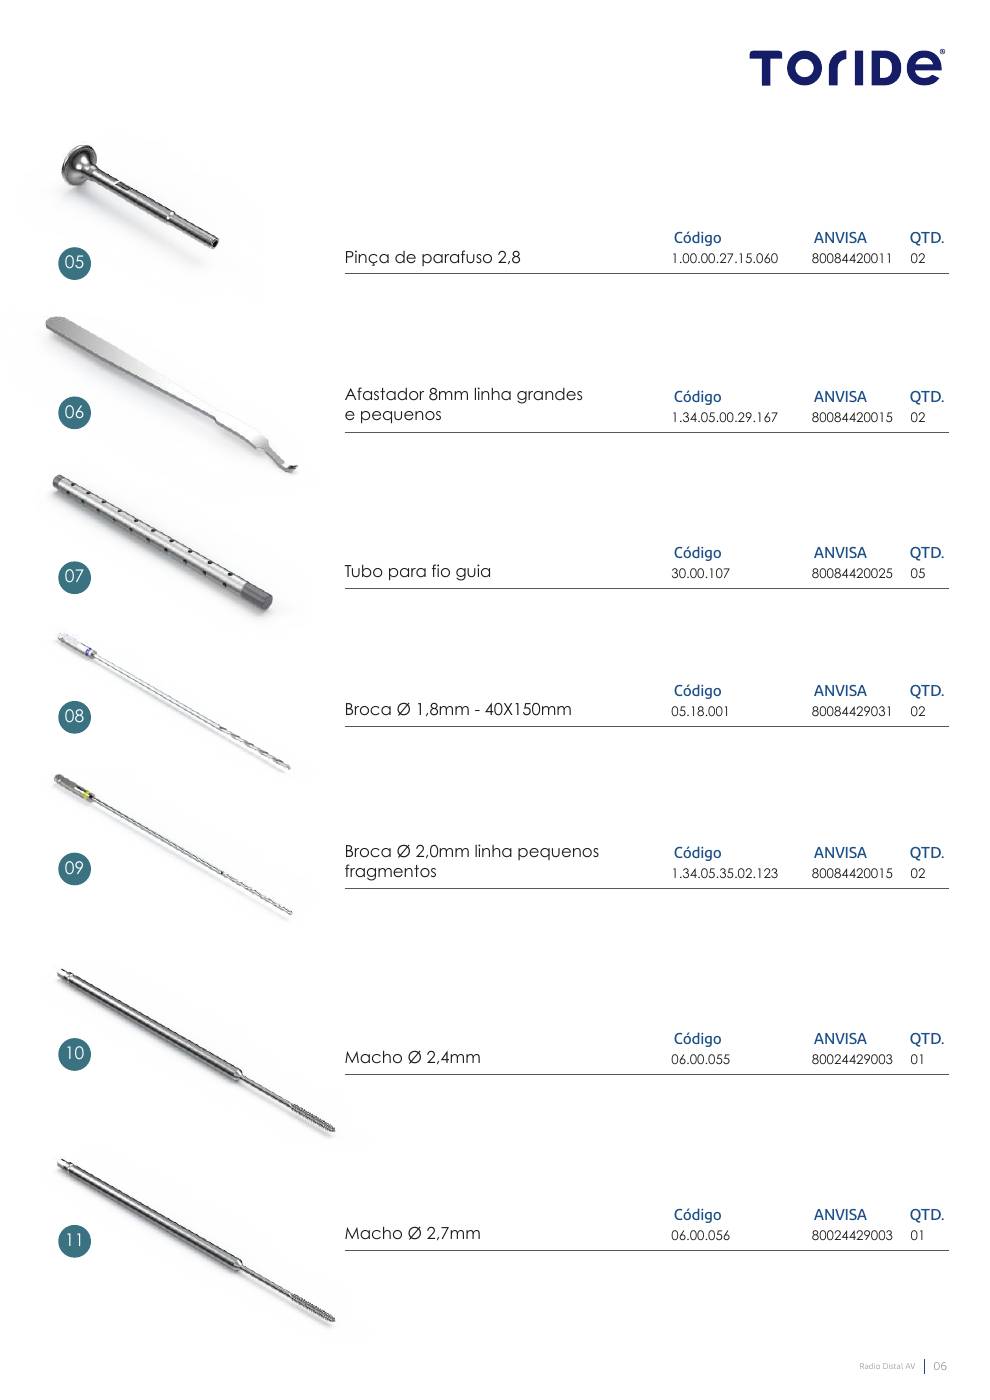 TORIDE®
05
Pinça de parafuso 2,8
Código ANVISA QTD.
1.00.00.27.15.060 80084420011 02
06
Afastador 8mm linha grandes
e pequenos
Código ANVISA QTD.
1.34.05.00.29.167 80084420015 02
07
Tubo para fio guia
Código ANVISA QTD.
30.00.107 80084420025 05
08
Broca Ø 1,8mm - 40X150mm
Código ANVISA QTD.
05.18.001 80084429031 02
09
Broca Ø 2,0mm linha pequenos
fragmentos
Código ANVISA QTD.
1.34.05.35.02.123 80084420015 02
10
Macho Ø 2,4mm
Código ANVISA QTD.
06.00.055 80024429003 01
11
Macho Ø 2,7mm
Código ANVISA QTD.
06.00.056 80024429003 01
Radio Distal AV | 06